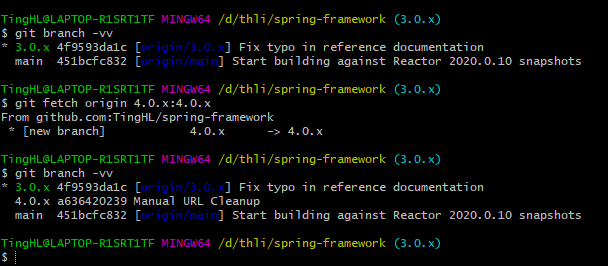 TingHL@LAPTOP-R1SRT1TF MINGW64 /d/thli/spring-framework (3.0.x)
$ git branch -vv
* 3.0.x 4f9593da1c [origin/3.0.x] Fix typo in reference documentation
  main  451bcfc832 [origin/main] Start building against Reactor 2020.0.10 snapshots

TingHL@LAPTOP-R1SRT1TF MINGW64 /d/thli/spring-framework (3.0.x)
$ git fetch origin 4.0.x:4.0.x
From github.com:TingHL/spring-framework
 * [new branch]            4.0.x      -> 4.0.x

TingHL@LAPTOP-R1SRT1TF MINGW64 /d/thli/spring-framework (3.0.x)
$ git branch -vv
* 3.0.x 4f9593da1c [origin/3.0.x] Fix typo in reference documentation
  4.0.x a636420239 Manual URL Cleanup
  main  451bcfc832 [origin/main] Start building against Reactor 2020.0.10 snapshots

TingHL@LAPTOP-R1SRT1TF MINGW64 /d/thli/spring-framework (3.0.x)
$